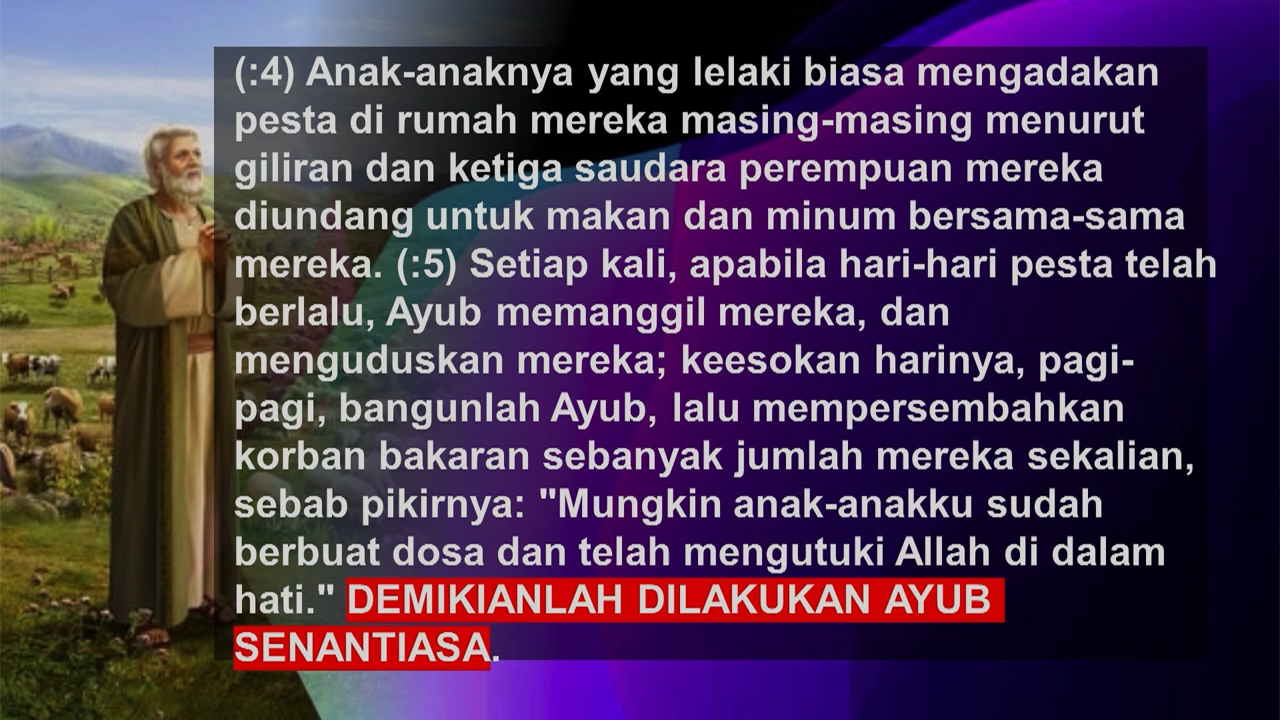 (:4) Anak-anaknya yang lelaki biasa mengadakan
pesta di rumah mereka masing-masing menurut
giliran dan ketiga saudara perempuan mereka
diundang untuk makan dan minum bersama-sama
mereka. (:5) Setiap kali, apabila hari-hari pesta telah
berlalu, Ayub memanggil mereka, dan
menguduskan mereka; keesokan harinya, pagi-
pagi, bangunlah Ayub, lalu mempersembahkan
korban bakaran sebanyak jumlah mereka sekalian,
sebab pikirnya: "Mungkin anak-anakku sudah
berbuat dosa dan telah mengutuki Allah di dalam
hati." DEMIKIANLAH DILAKUKAN AYUB
SENANTIASA.